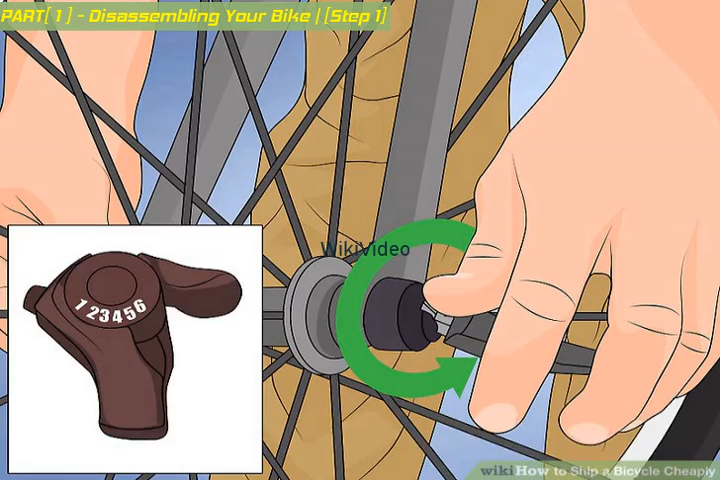 PART[ 1 ] - Disassembling Your Bike | [Step 1]
WikiVideo
1 2 3 4 5 6
wikiHow to Ship a Bicycle Cheaply